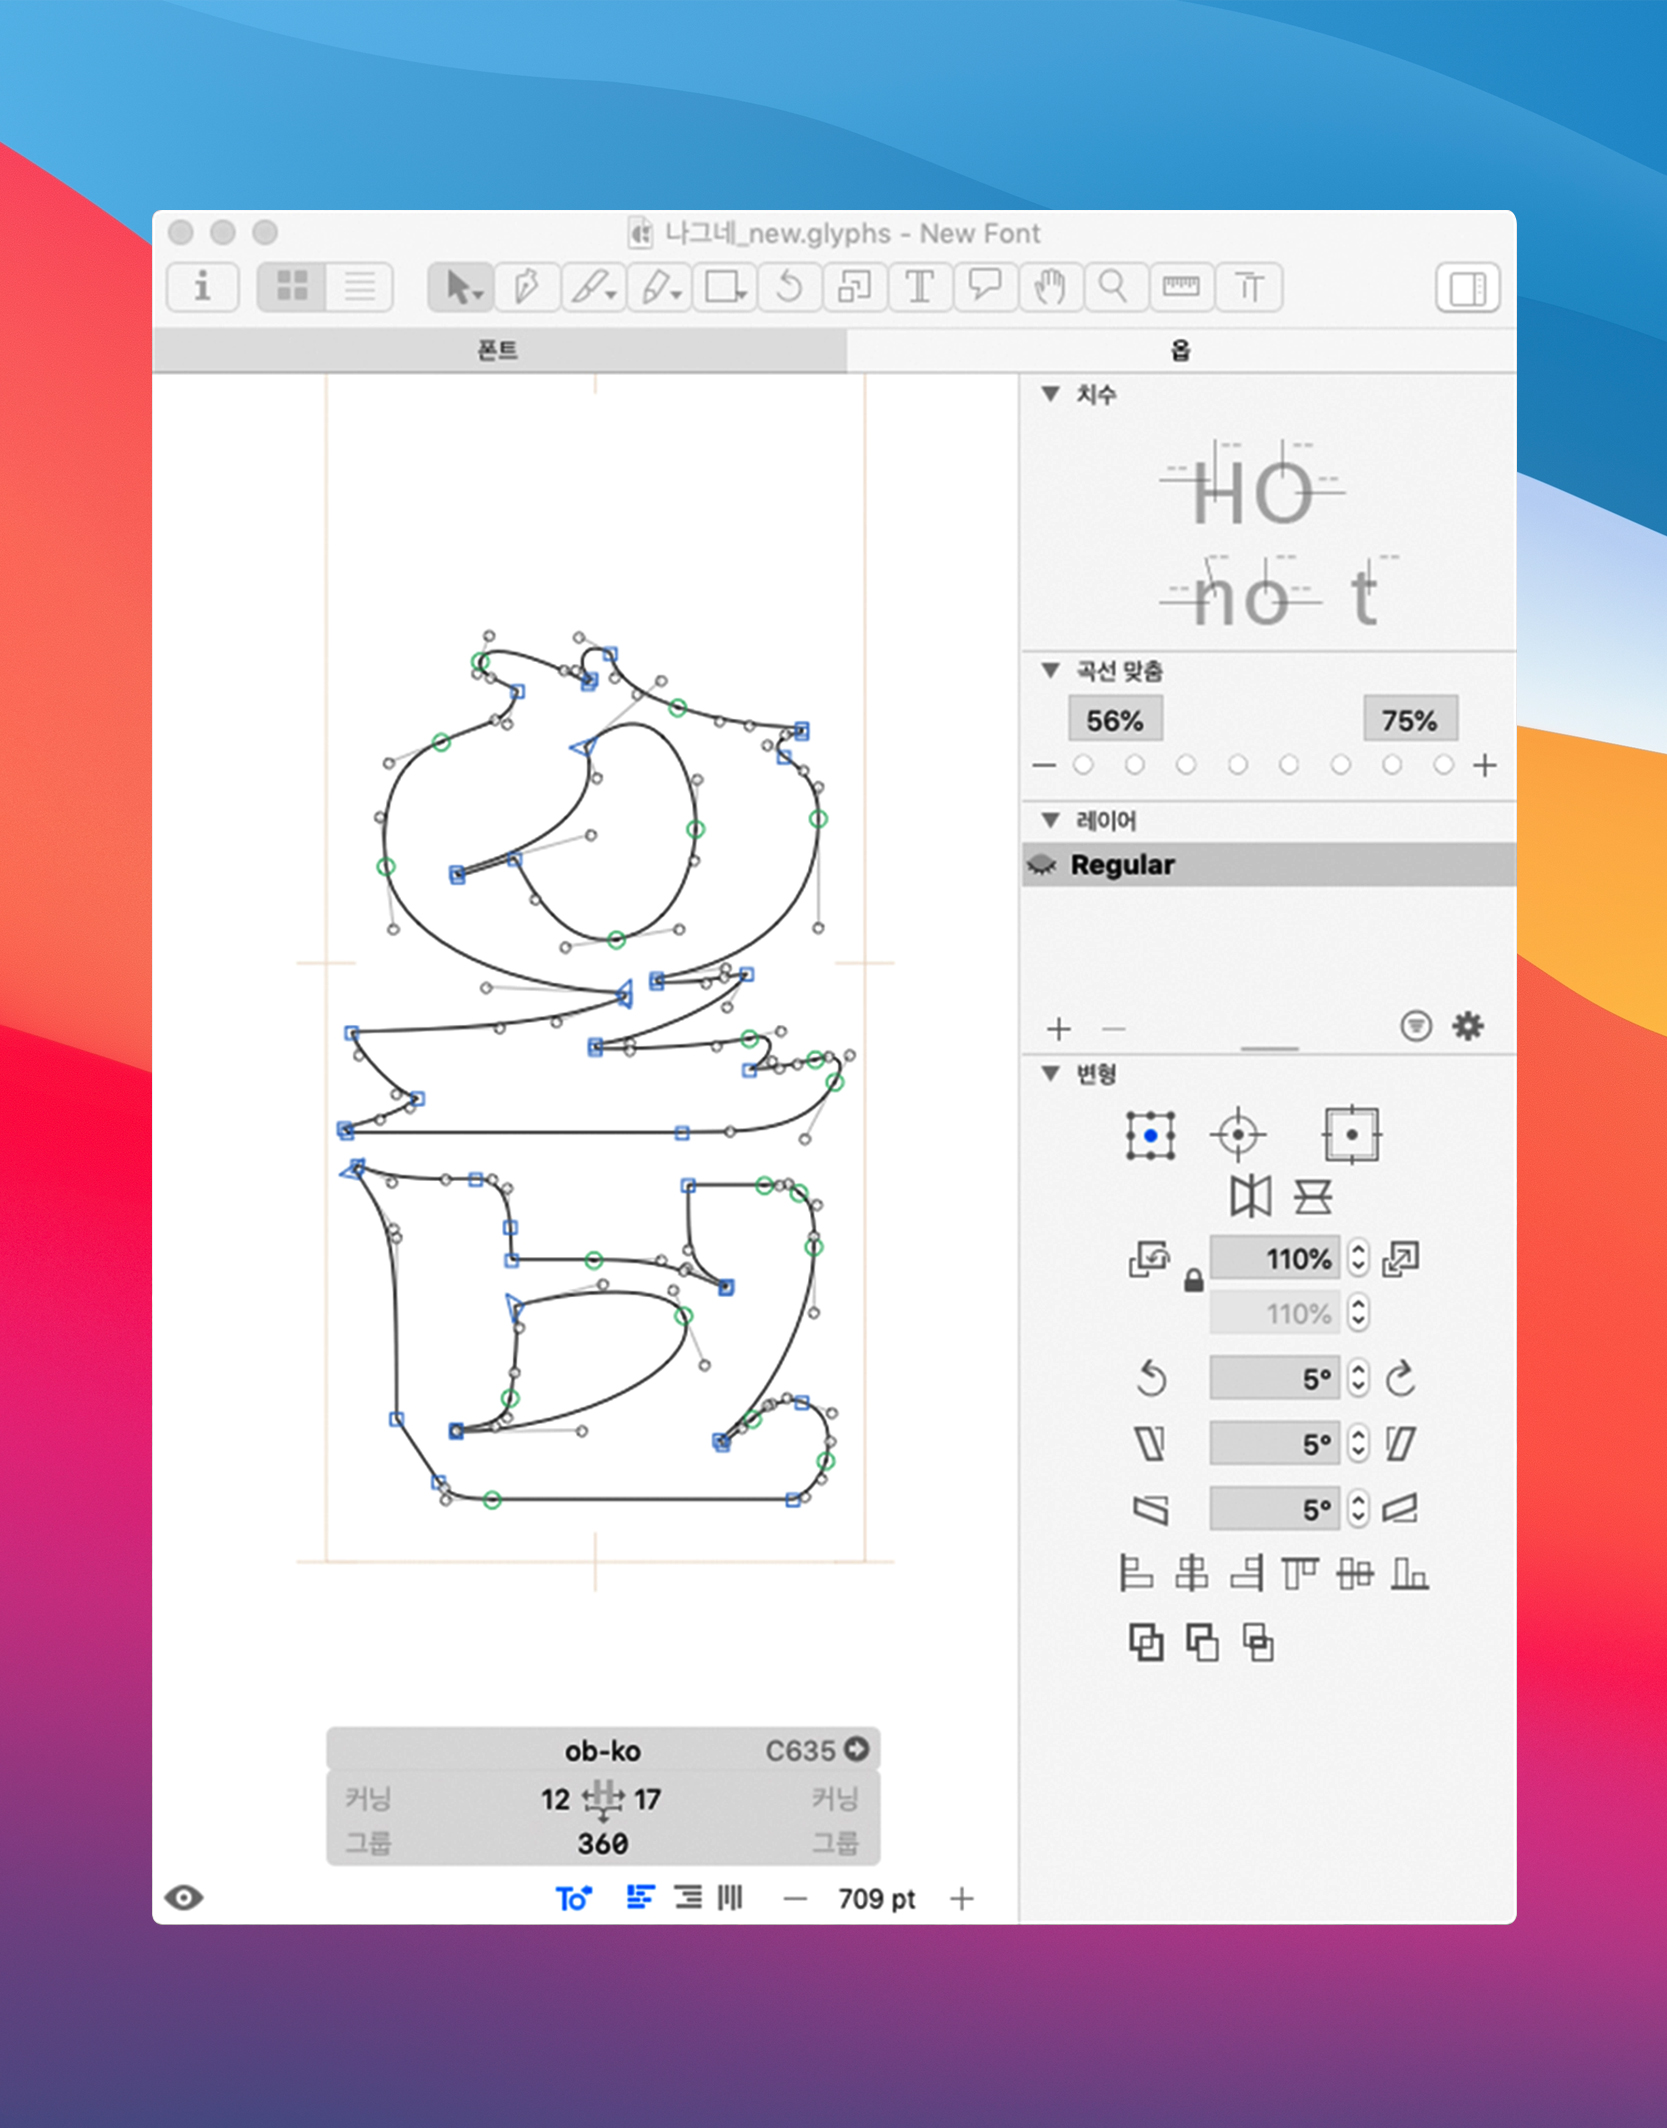 나그네_new.glyphs - New Font
폰트
옵
치수
HO
no t
곡선 맞춤
56% 75%
레이어
Regular
변형
110%
110%
5°
5°
5°
ob-ko C635
커닝 12 H 17 커닝
그룹 360 그룹
709 pt